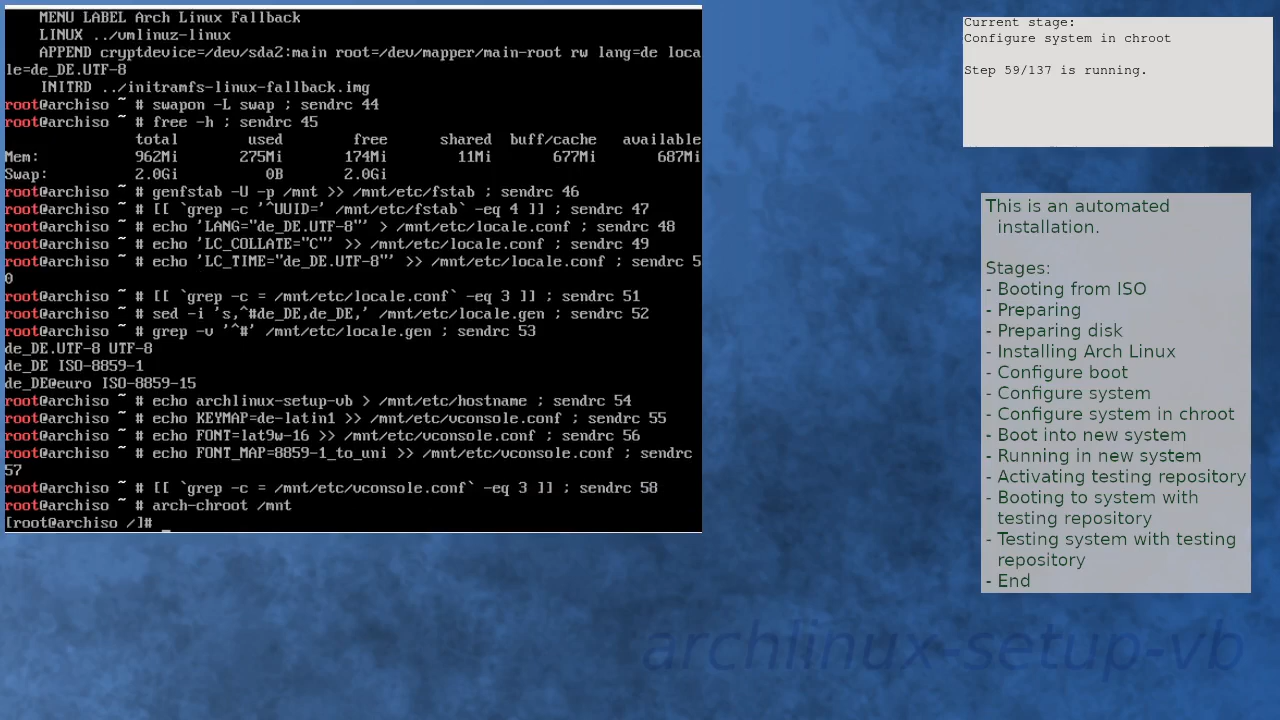 MENU LABEL Arch Linux Fallback
LINUX ../vmlinuz-linux
APPEND cryptdevice=/dev/sda2:main root=/dev/mapper/main-root rw lang=de loca
le=de_DE.UTF-8
INITRD ../initramfs-linux-fallback.img
root@archiso ~ # swapon -L swap ; sendrc 44
root@archiso ~ # free -h ; sendrc 45
total used free shared buff/cache available
Mem: 962Mi 275Mi 174Mi 11Mi 677Mi 687Mi
Swap: 2.0Gi 0B 2.0Gi
root@archiso ~ # genfstab -U -p /mnt >> /mnt/etc/fstab ; sendrc 46
root@archiso ~ # [[ `grep -c '^UUID=' /mnt/etc/fstab` -eq 4 ]] ; sendrc 47
root@archiso ~ # echo 'LANG="de_DE.UTF-8"' > /mnt/etc/locale.conf ; sendrc 48
root@archiso ~ # echo 'LC_COLLATE="C"' >> /mnt/etc/locale.conf ; sendrc 49
root@archiso ~ # echo 'LC_TIME="de_DE.UTF-8"' >> /mnt/etc/locale.conf ; sendrc 5
0
root@archiso ~ # [[ `grep -c = /mnt/etc/locale.conf` -eq 3 ]] ; sendrc 51
root@archiso ~ # sed -i 's,^#de_DE,de_DE,' /mnt/etc/locale.gen ; sendrc 52
root@archiso ~ # grep -v '^#' /mnt/etc/locale.gen ; sendrc 53
de_DE.UTF-8 UTF-8
de_DE ISO-8859-1
de_DE@euro ISO-8859-15
root@archiso ~ # echo archlinux-setup-vb > /mnt/etc/hostname ; sendrc 54
root@archiso ~ # echo KEYMAP=de-latin1 >> /mnt/etc/vconsole.conf ; sendrc 55
root@archiso ~ # echo FONT=lat9w-16 >> /mnt/etc/vconsole.conf ; sendrc 56
root@archiso ~ # echo FONT_MAP=8859-1_to_uni >> /mnt/etc/vconsole.conf ; sendrc
57
root@archiso ~ # [[ `grep -c = /mnt/etc/vconsole.conf` -eq 3 ]] ; sendrc 58
root@archiso ~ # arch-chroot /mnt
[root@archiso /]# _
Current stage:
Configure system in chroot
Step 59/137 is running.
This is an automated
installation.
Stages:
- Booting from ISO
- Preparing
- Preparing disk
- Installing Arch Linux
- Configure boot
- Configure system
- Configure system in chroot
- Boot into new system
- Running in new system
- Activating testing repository
- Booting to system with
testing repository
- Testing system with testing
repository
- End
archlinux-setup-vb